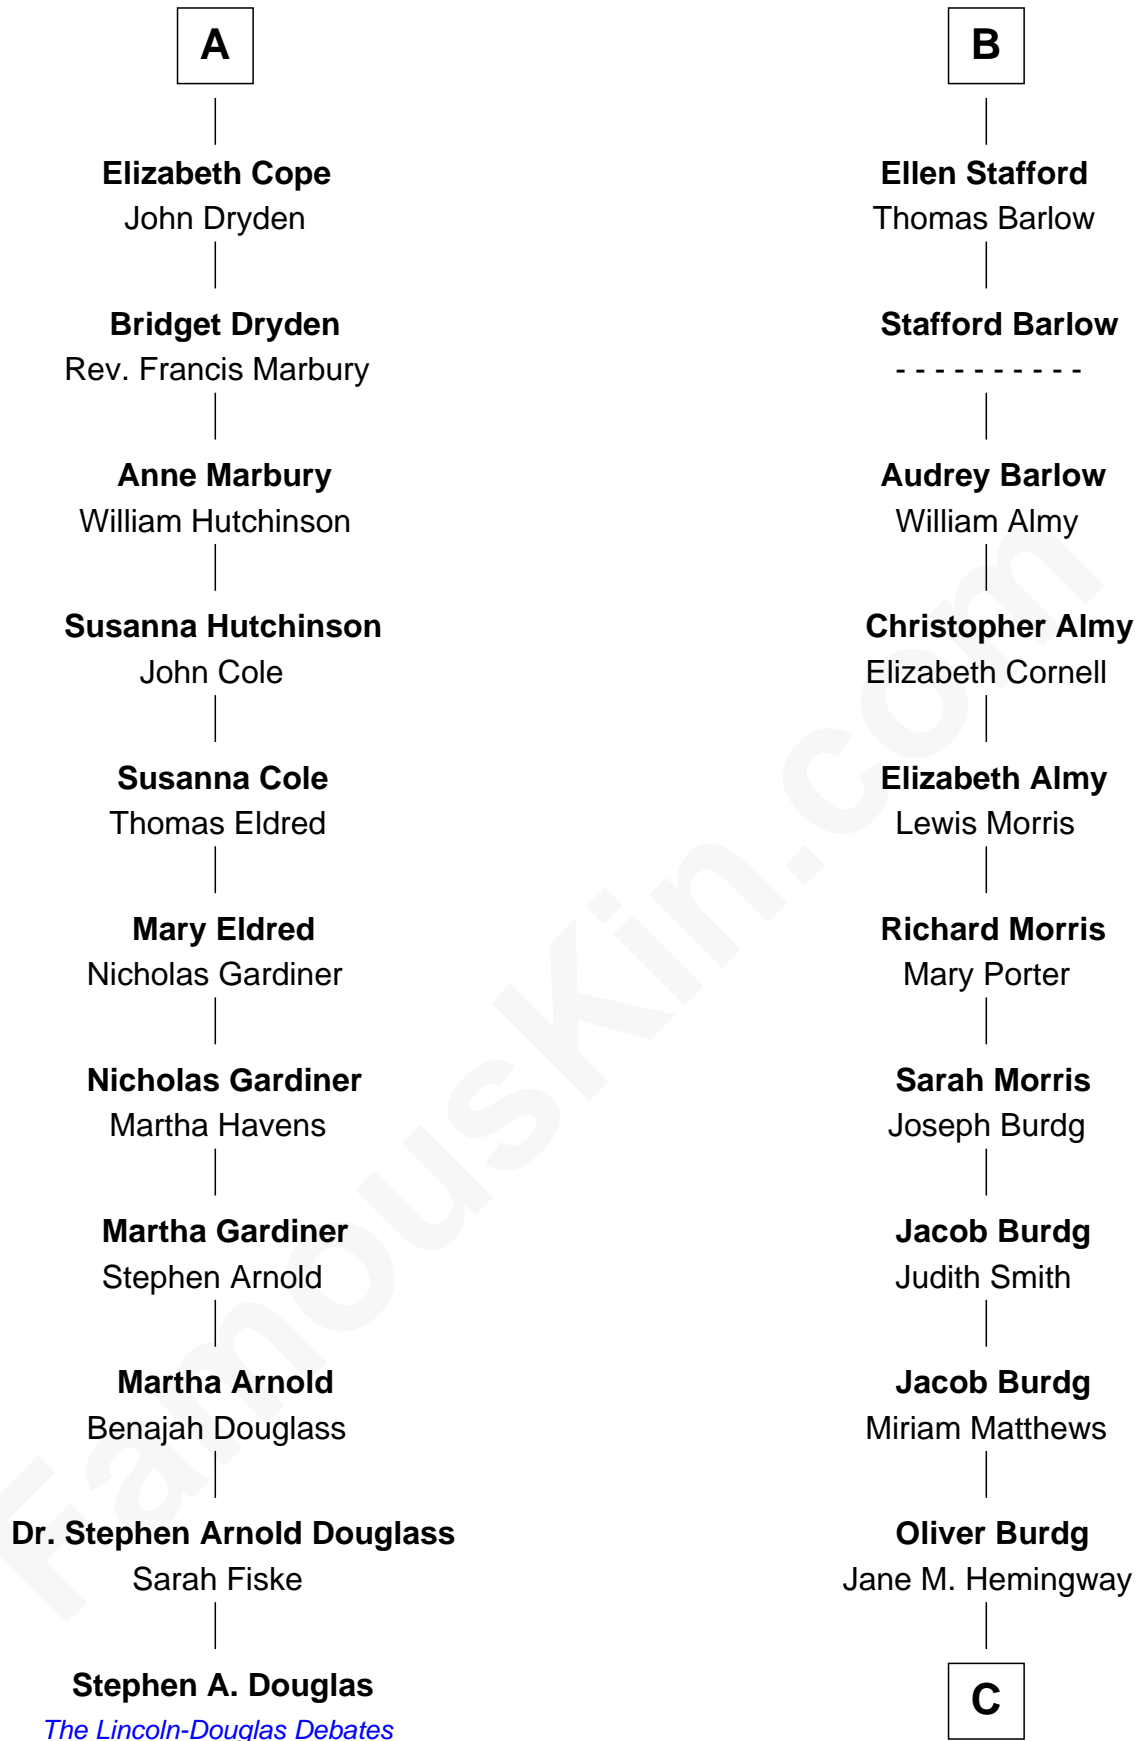 A
Elizabeth Cope
John Dryden
Bridget Dryden
Rev. Francis Marbury
Anne Marbury
William Hutchinson
Susanna Hutchinson
John Cole
Susanna Cole
Thomas Eldred
Mary Eldred
Nicholas Gardiner
Nicholas Gardiner
Martha Havens
Martha Gardiner
Stephen Arnold
Martha Arnold
Benajah Douglass
Dr. Stephen Arnold Douglass
Sarah Fiske
Stephen A. Douglas
The Lincoln-Douglas Debates
B
Ellen Stafford
Thomas Barlow
Stafford Barlow
- - - - - - - - - -
Audrey Barlow
William Almy
Christopher Almy
Elizabeth Cornell
Elizabeth Almy
Lewis Morris
Richard Morris
Mary Porter
Sarah Morris
Joseph Burdg
Jacob Burdg
Judith Smith
Jacob Burdg
Miriam Matthews
Oliver Burdg
Jane M. Hemingway
C
FamousKin.com